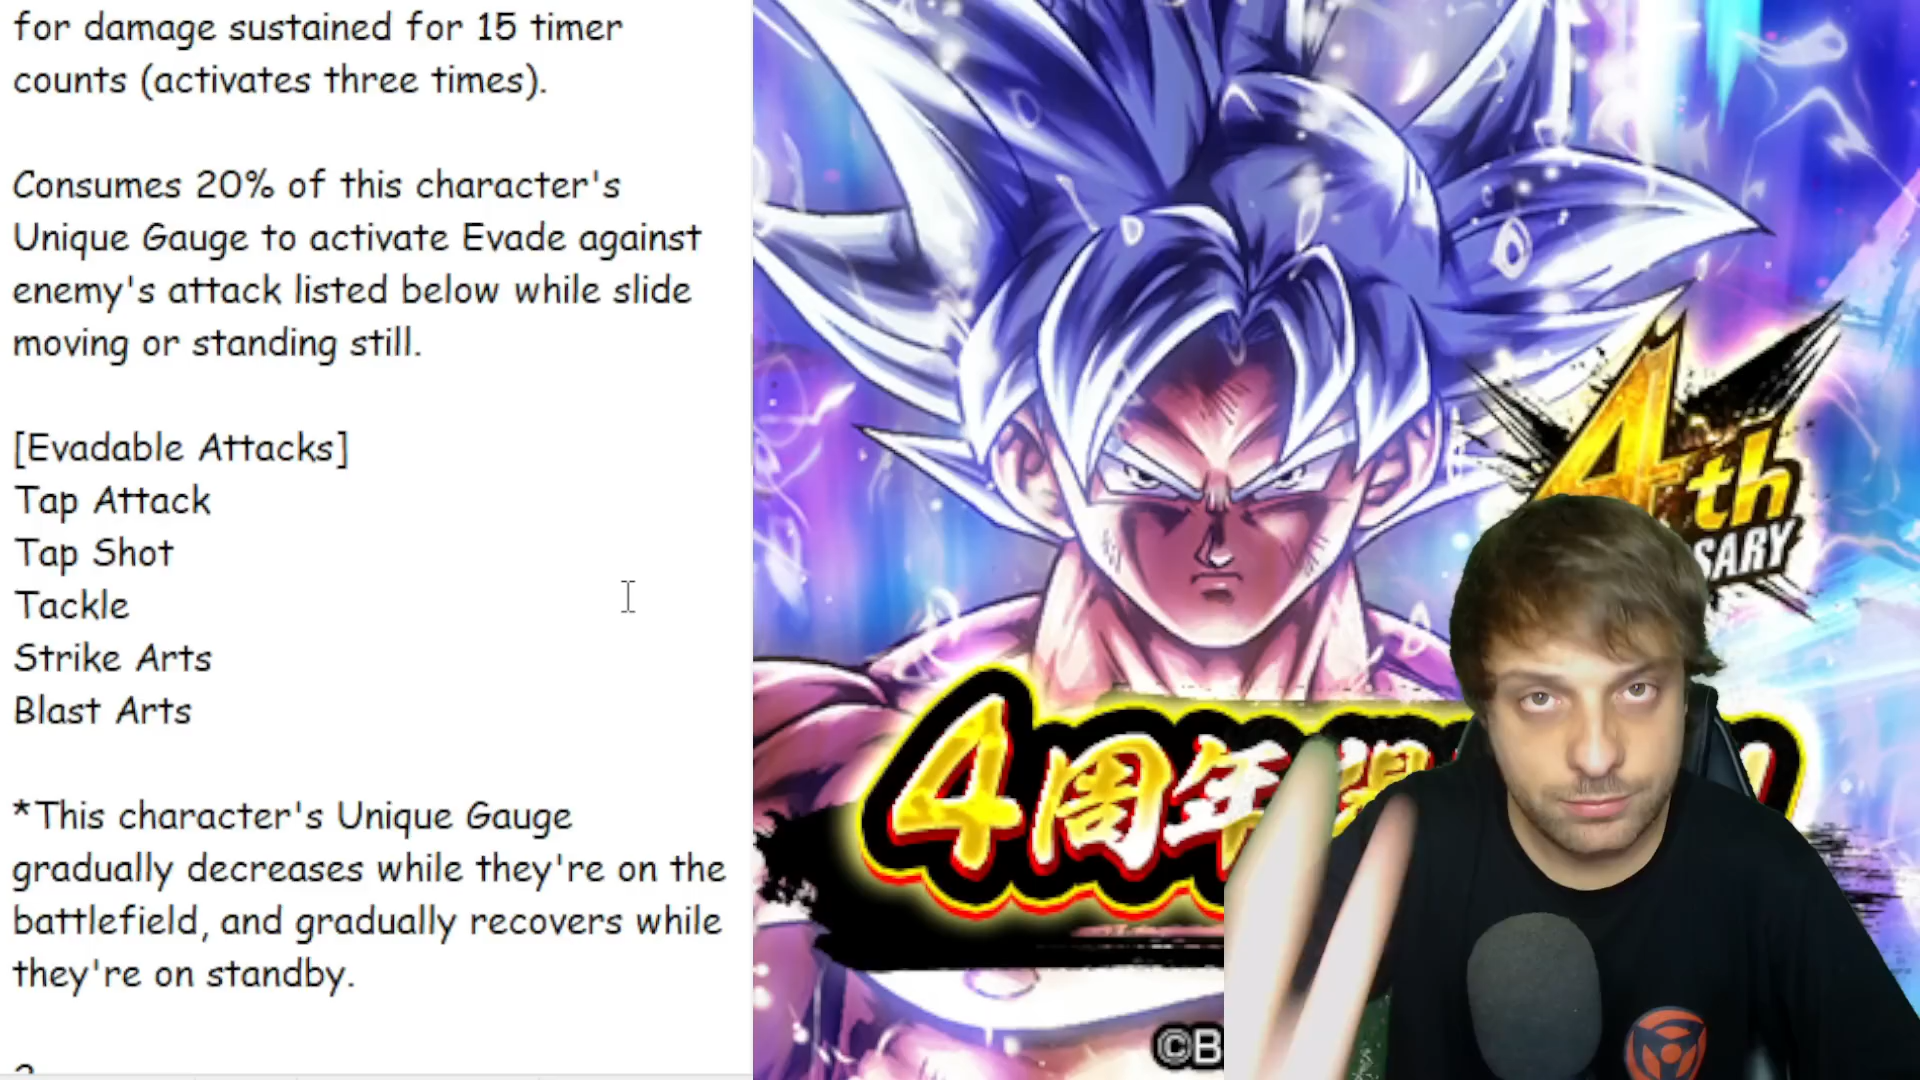 for damage sustained for 15 timer
counts (activates three times).
Consumes 20% of this character's
Unique Gauge to activate Evade against
enemy's attack listed below while slide
moving or standing still.
[Evadable Attacks]
Tap Attack
Tap Shot
Tackle
Strike Arts
Blast Arts
*This character's Unique Gauge
gradually decreases while they're on the
battlefield, and gradually recovers while
they're on standby.
4th
SARY
4周年
©B